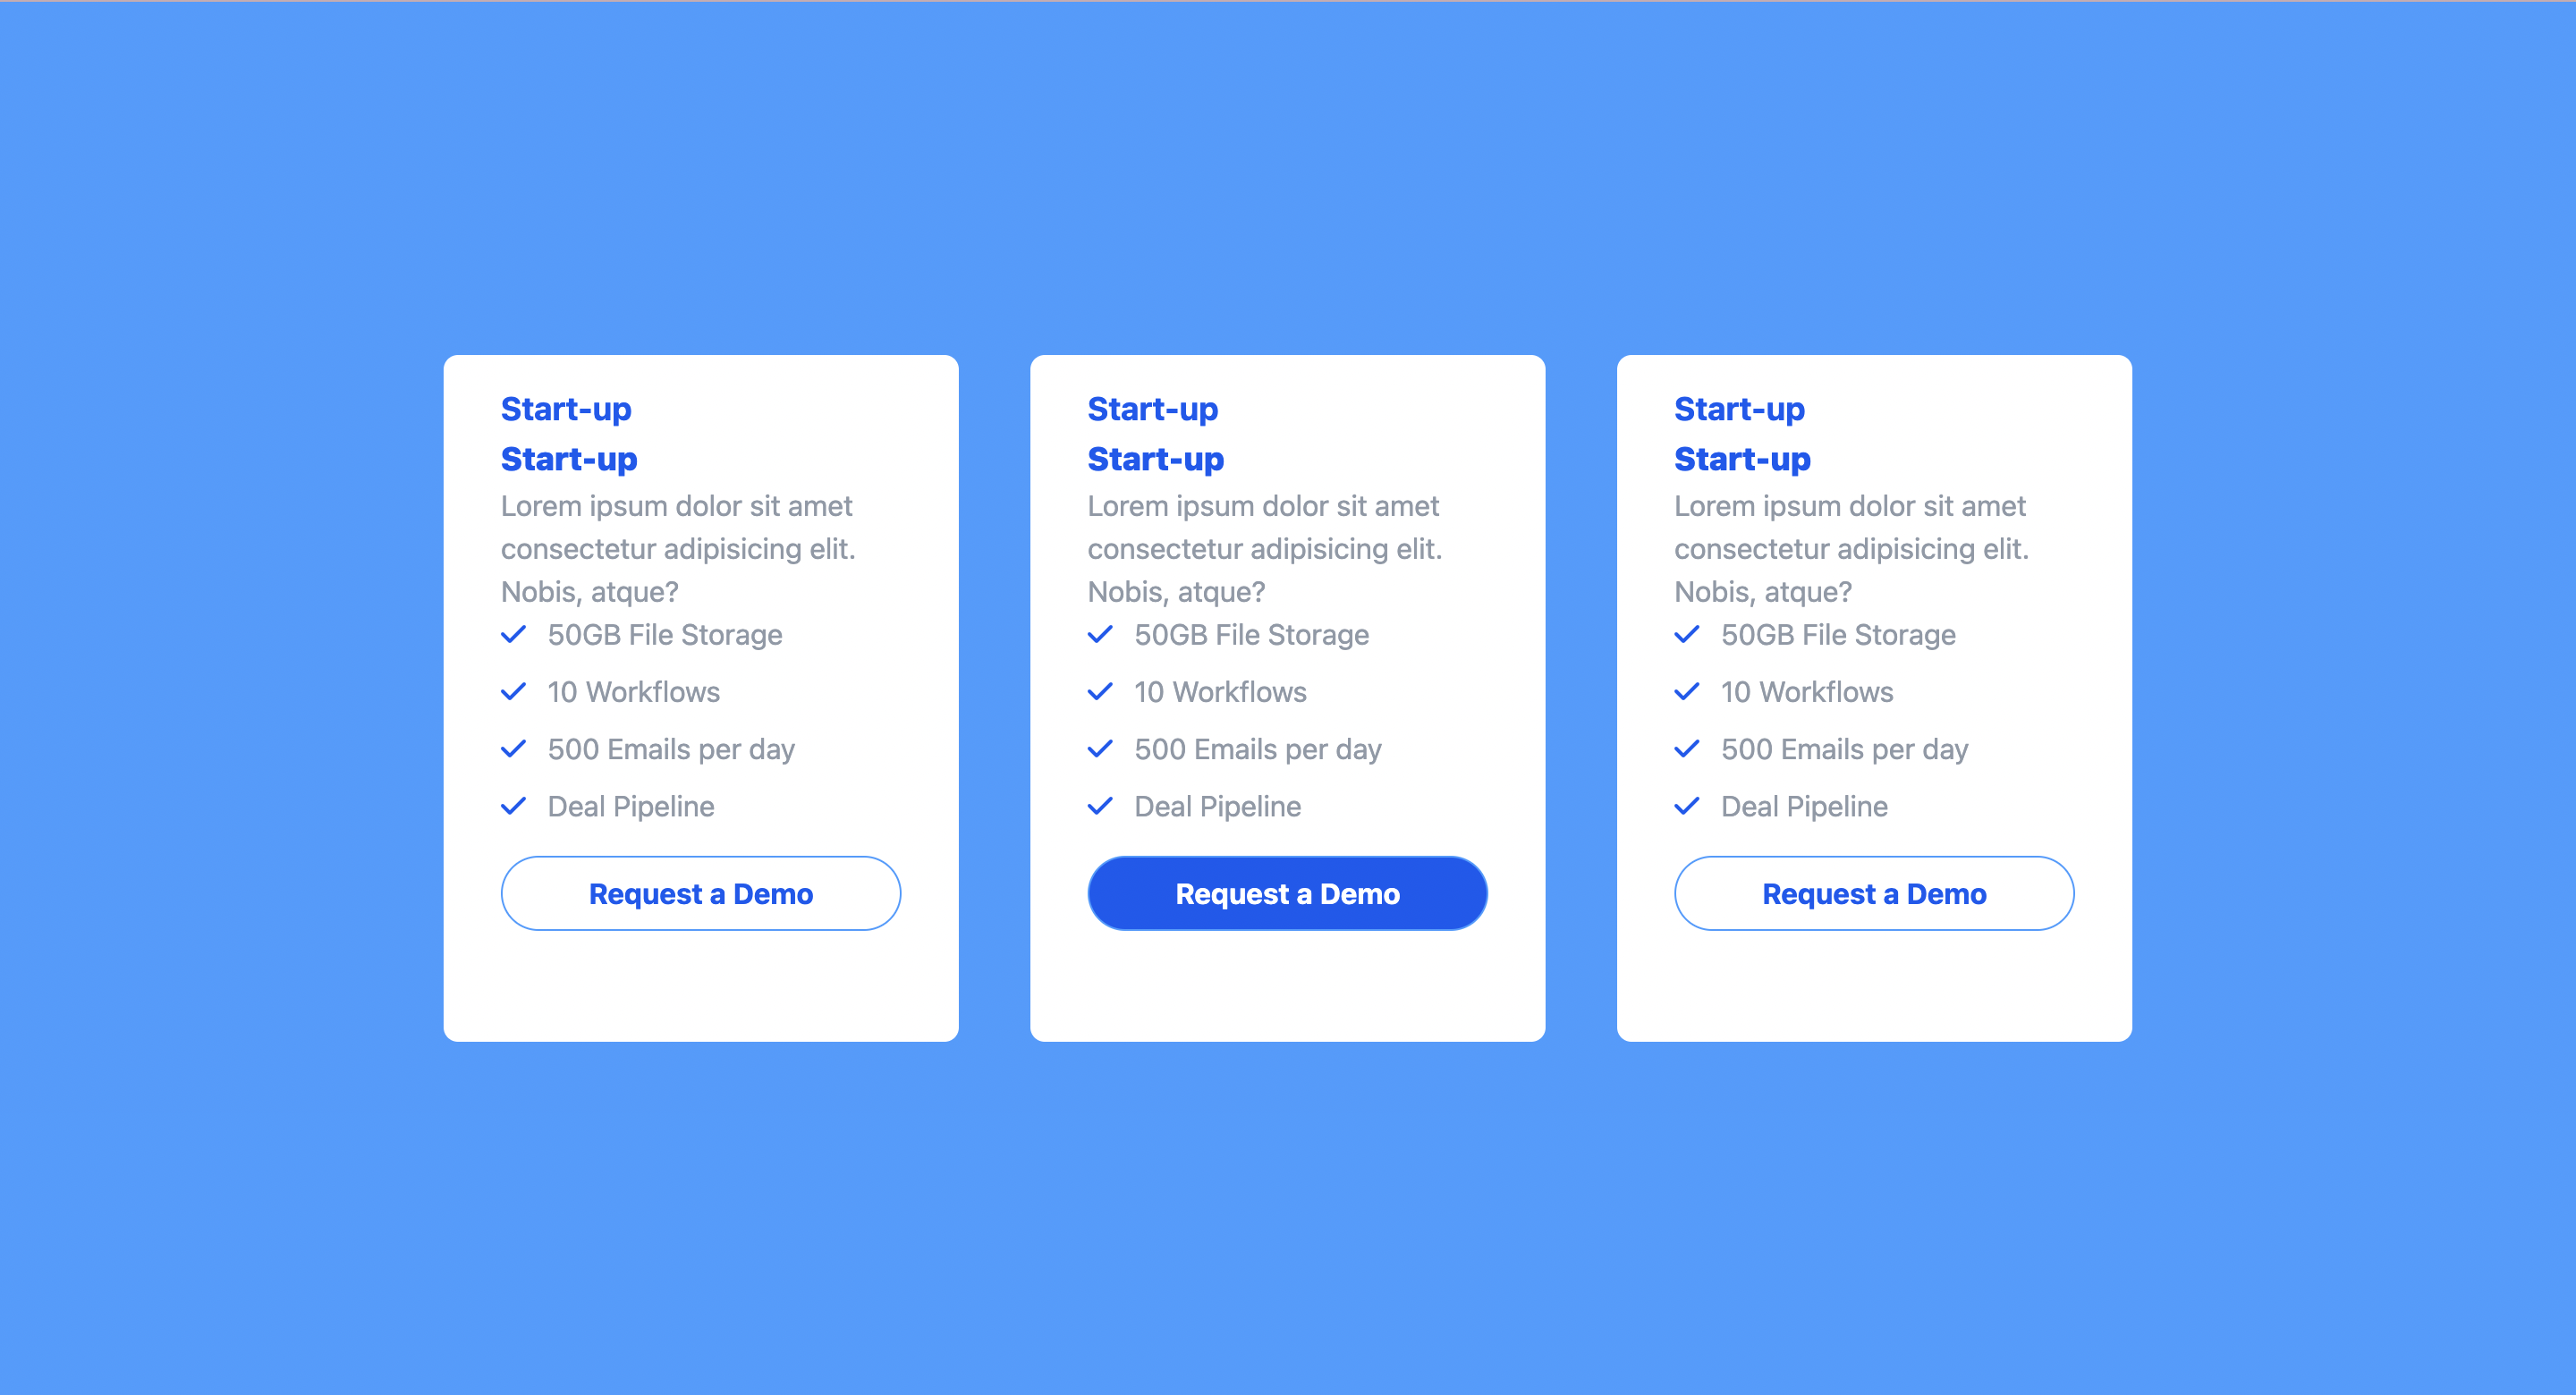 Start-up
Start-up
Lorem ipsum dolor sit amet
consectetur adipisicing elit.
Nobis, atque?
50GB File Storage
10 Workflows
500 Emails per day
Deal Pipeline
Request a Demo
Start-up
Start-up
Lorem ipsum dolor sit amet
consectetur adipisicing elit.
Nobis, atque?
50GB File Storage
10 Workflows
500 Emails per day
Deal Pipeline
Request a Demo
Start-up
Start-up
Lorem ipsum dolor sit amet
consectetur adipisicing elit.
Nobis, atque?
50GB File Storage
10 Workflows
500 Emails per day
Deal Pipeline
Request a Demo